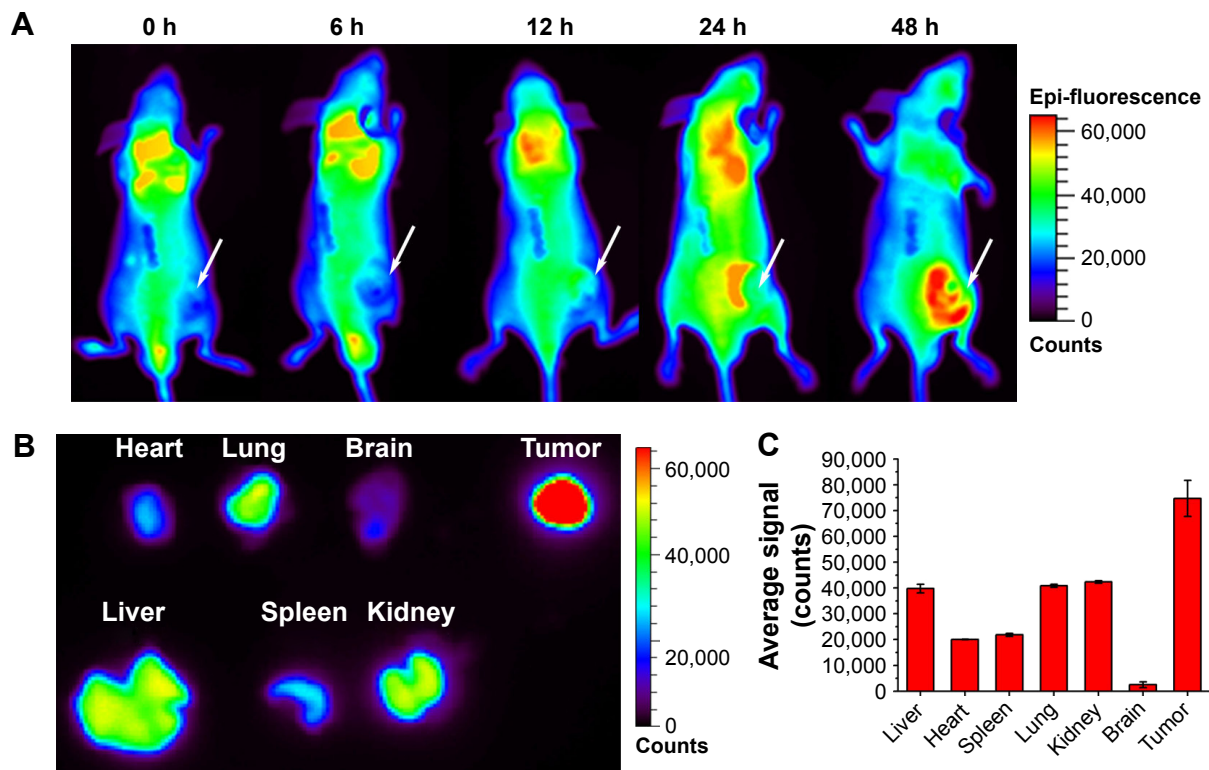 A
0 h 6 h 12 h 24 h 48 h
Epi-fluorescence
60,000
40,000
20,000
0
Counts
B
Heart Lung Brain Tumor
Liver Spleen Kidney
60,000
40,000
20,000
0
Counts
C
Average signal
(counts)
90,000
80,000
70,000
60,000
50,000
40,000
30,000
20,000
10,000
0
Liver Heart Spleen Lung Kidney Brain Tumor